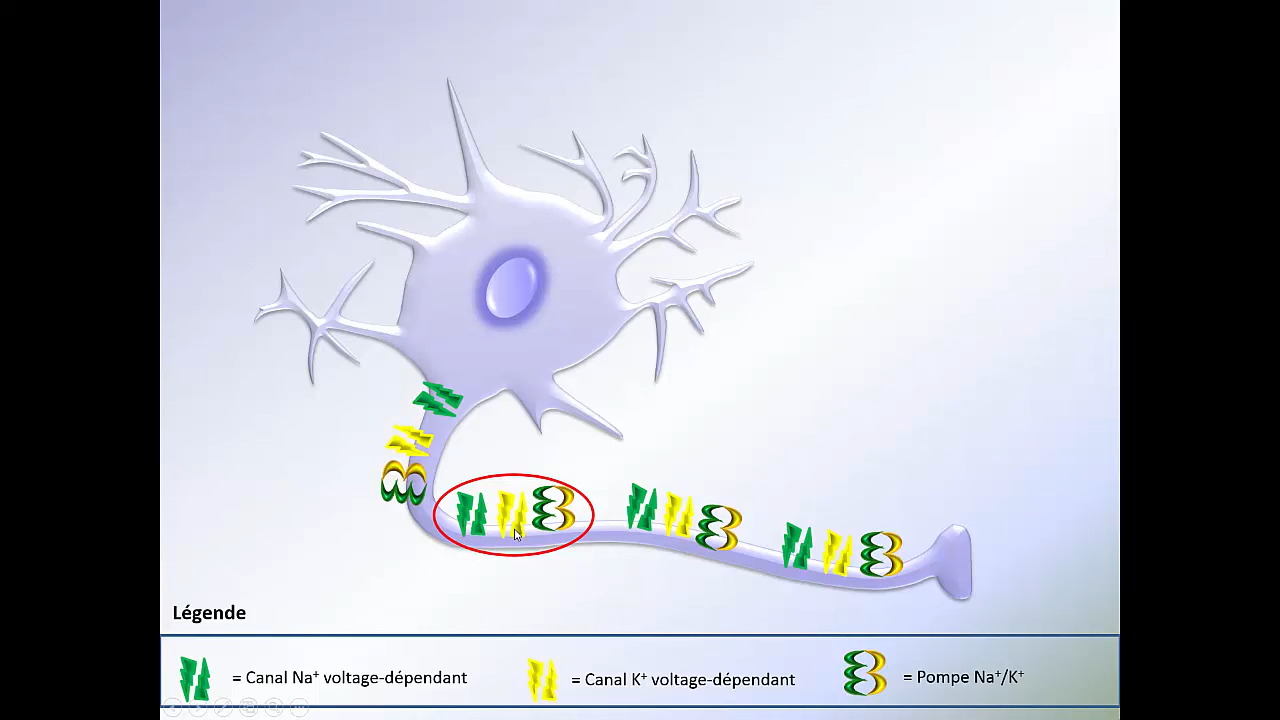 Légende
= Canal Na⁺ voltage-dépendant
= Canal K⁺ voltage-dépendant
= Pompe Na⁺/K⁺